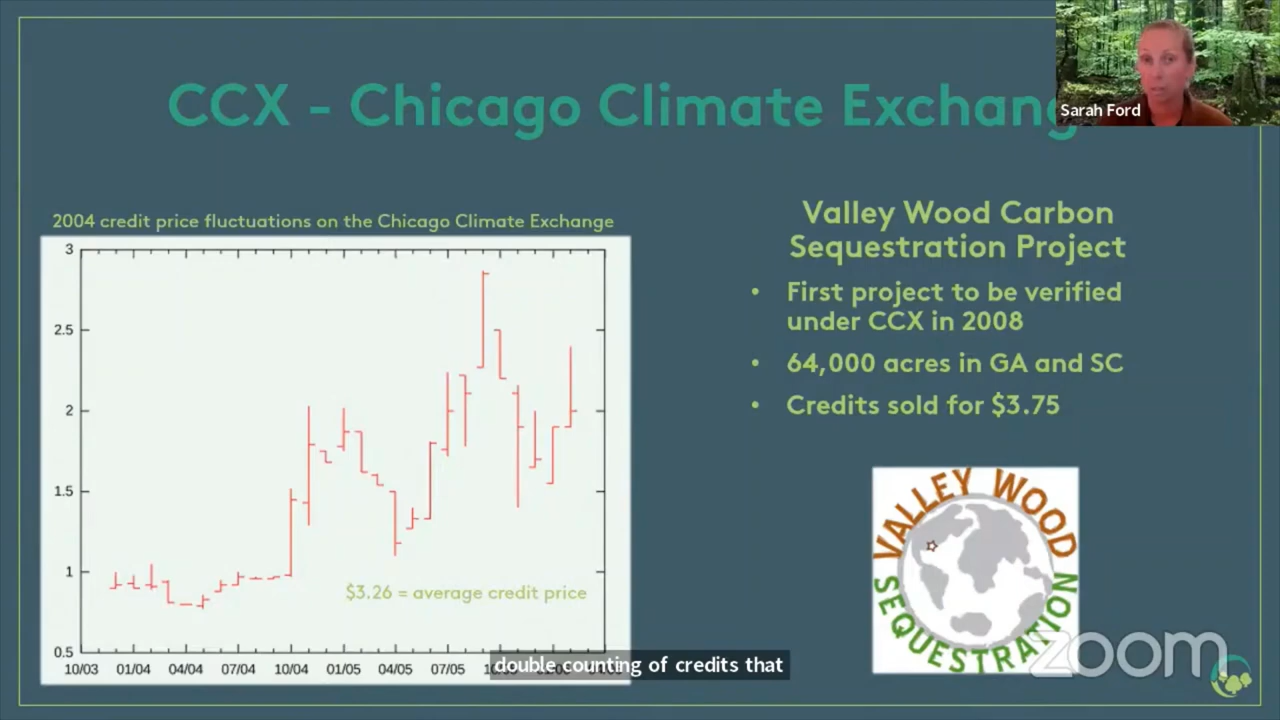 CCX - Chicago Climate Exchang
Sarah Ford
2004 credit price fluctuations on the Chicago Climate Exchange
3
2.5
2
1.5
1
0.5
$3.26 = average credit price
10/03 01/04 04/04 07/04 10/04 01/05 04/05 07/05
double counting of credits that
Valley Wood Carbon
Sequestration Project
• First project to be verified
under CCX in 2008
• 64,000 acres in GA and SC
• Credits sold for $3.75
VALLEY WOOD
SEQUESTRATION
zoom